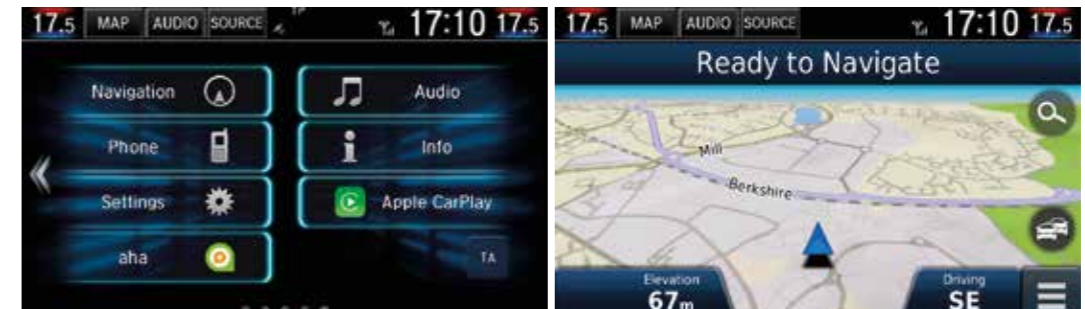 17.5 MAP AUDIO SOURCE TP 17:10 17.5
Navigation
Audio
Phone
Info
Settings
Apple CarPlay
aha
TA
17.5 MAP AUDIO SOURCE 17:10 17.5
Ready to Navigate
Mill
Berkshire
Elevation
67m
Driving
SE